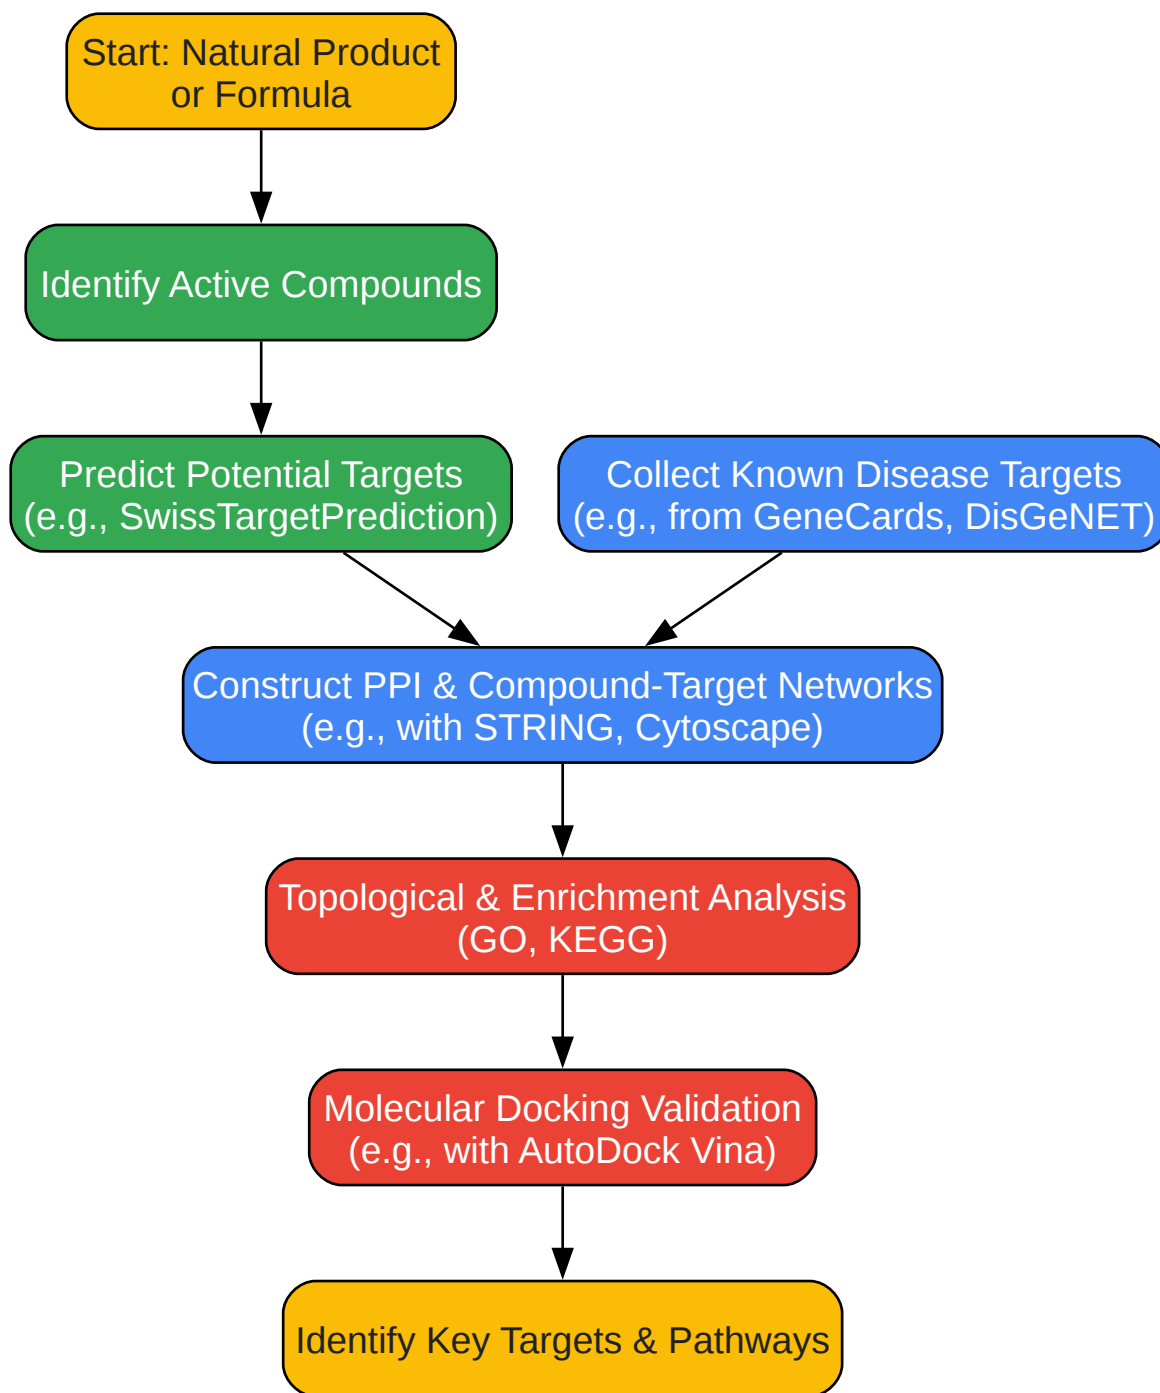 Start: Natural Product
or Formula
Identify Active Compounds
Predict Potential Targets
(e.g., SwissTargetPrediction)
Collect Known Disease Targets
(e.g., from GeneCards, DisGeNET)
Construct PPI & Compound-Target Networks
(e.g., with STRING, Cytoscape)
Topological & Enrichment Analysis
(GO, KEGG)
Molecular Docking Validation
(e.g., with AutoDock Vina)
Identify Key Targets & Pathways